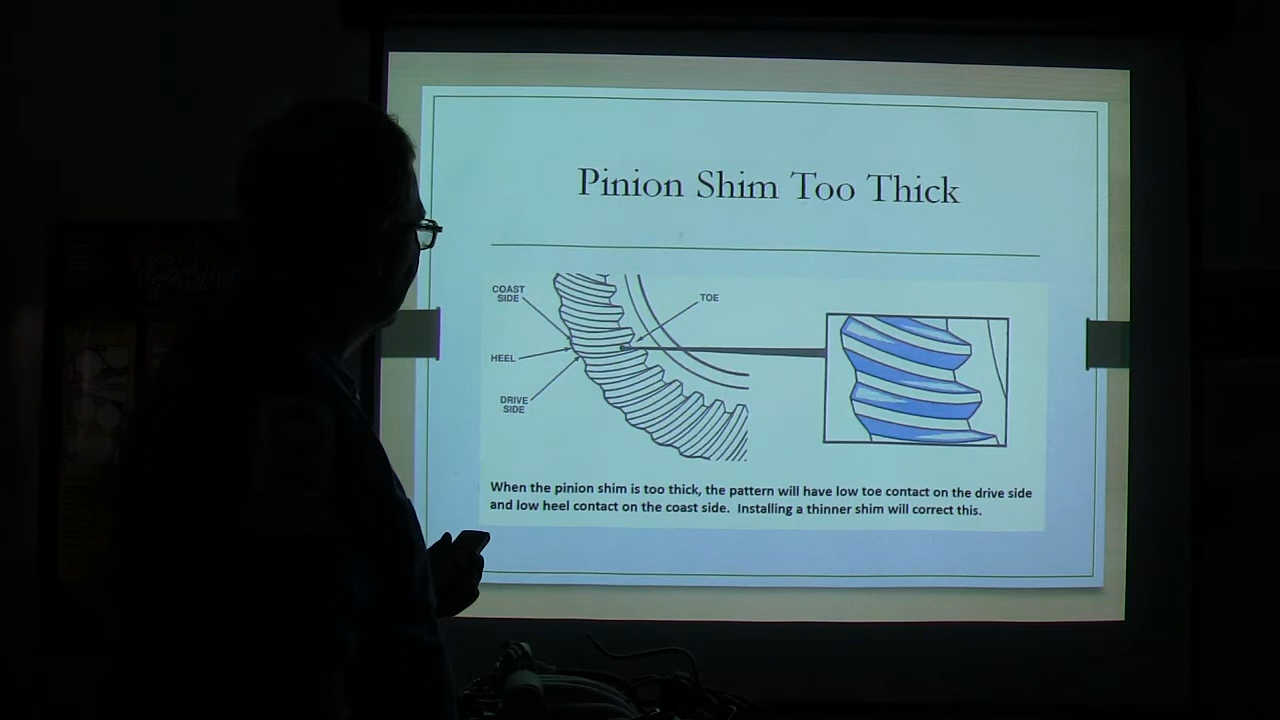 Pinion Shim Too Thick
COAST
SIDE
TOE
HEEL
DRIVE
SIDE
When the pinion shim is too thick, the pattern will have low toe contact on the drive side
and low heel contact on the coast side. Installing a thinner shim will correct this.